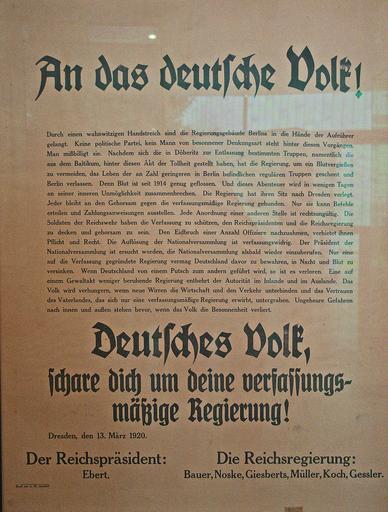 An das deutsche Volk!
Durch einen wahnwitzigen Handstreich sind die Regierungsgebäude Berlins in die Hände der Aufrührer
gelangt. Keine politische Partei, kein Mann von besonnener Denkungsart steht hinter diesen Vorgängen.
Man mißbilligt sie. Nachdem sich die in Döberitz zur Entlassung bestimmten Truppen, namentlich die
aus dem Baltikum, hinter diesen Akt der Tollheit gestellt haben, hat die Regierung, um ein Blutvergießen
zu vermeiden, das Leben der an Zahl geringeren in Berlin befindlichen regulären Truppen geschont und
Berlin verlassen. Denn Blut ist seit 1914 genug geflossen. Und dieses Abenteuer wird in wenigen Tagen
an seiner inneren Unmöglichkeit zusammenbrechen. Die Regierung hat ihren Sitz nach Dresden verlegt.
Jeder bleibt an den Gehorsam gegen die verfassungsmäßige Regierung gebunden. Nur sie kann Befehle
erteilen und Zahlungsanweisungen ausstellen. Jede Anordnung einer anderen Stelle ist rechtsungültig. Die
Soldaten der Reichswehr haben die Verfassung zu schützen, den Reichspräsidenten und die Reichsregierung
zu decken und gehorsam zu sein. Den Eidbruch einer Anzahl Offiziere nachzuahmen, verbietet ihnen
Pflicht und Recht. Die Auflösung der Nationalversammlung ist verfassungswidrig. Der Präsident der
Nationalversammlung ist ersucht worden, die Nationalversammlung alsbald wieder einzuberufen. Nur eine
auf die Verfassung gegründete Regierung vermag Deutschland davor zu bewahren, in Nacht und Blut zu
versinken. Wenn Deutschland von einem Putsch zum andern geführt wird, so ist es verloren. Eine auf
einem Gewaltakt weniger beruhende Regierung entbehrt der Autorität im Inlande und im Auslande. Das
Volk wird verhungern, wenn neue Wirren die Wirtschaft und den Verkehr unterbinden und das Vertrauen
des Vaterlandes, das sich nur eine verfassungsmäßige Regierung erwirbt, untergraben. Ungeheure Gefahren
nach innen und außen stehen bevor, wenn das Volk die Besonnenheit verliert.
Deutsches Volk,
schare dich um deine verfassungs-
mäßige Regierung!
Dresden, den 13. März 1920.
Der Reichspräsident: Die Reichsregierung:
Ebert. Bauer, Noske, Giesberts, Müller, Koch, Gessler.